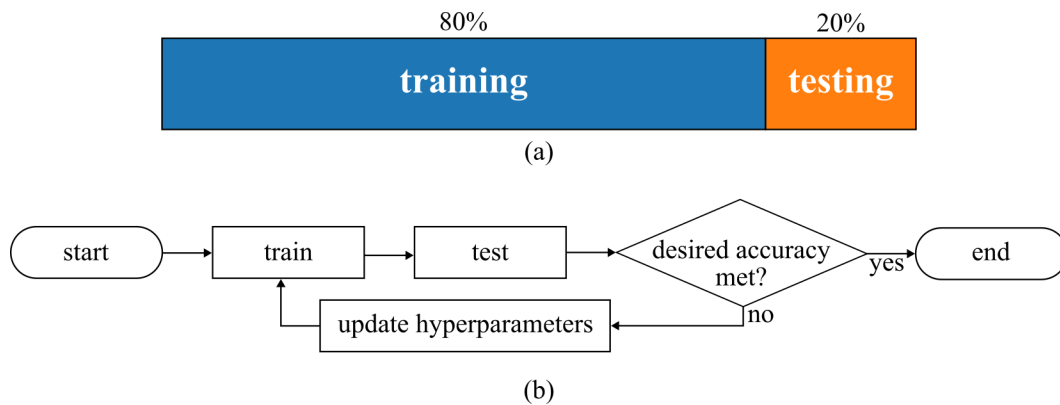 80%
20%
training
testing
(a)
start
train
test
desired accuracy
met?
yes
end
no
update hyperparameters
(b)